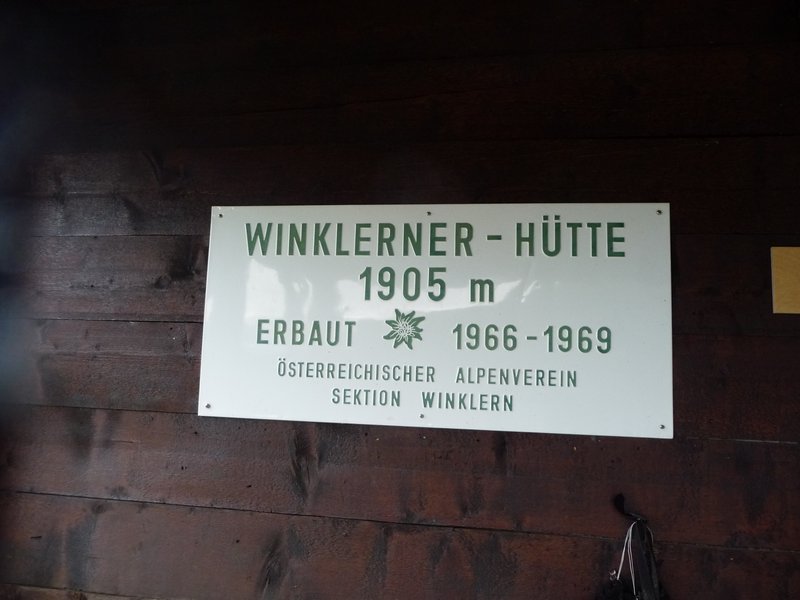 WINKLERNER - HÜTTE
1905 m
ERBAUT 1966 - 1969
ÖSTERREICHISCHER ALPENVEREIN
SEKTION WINKLERN